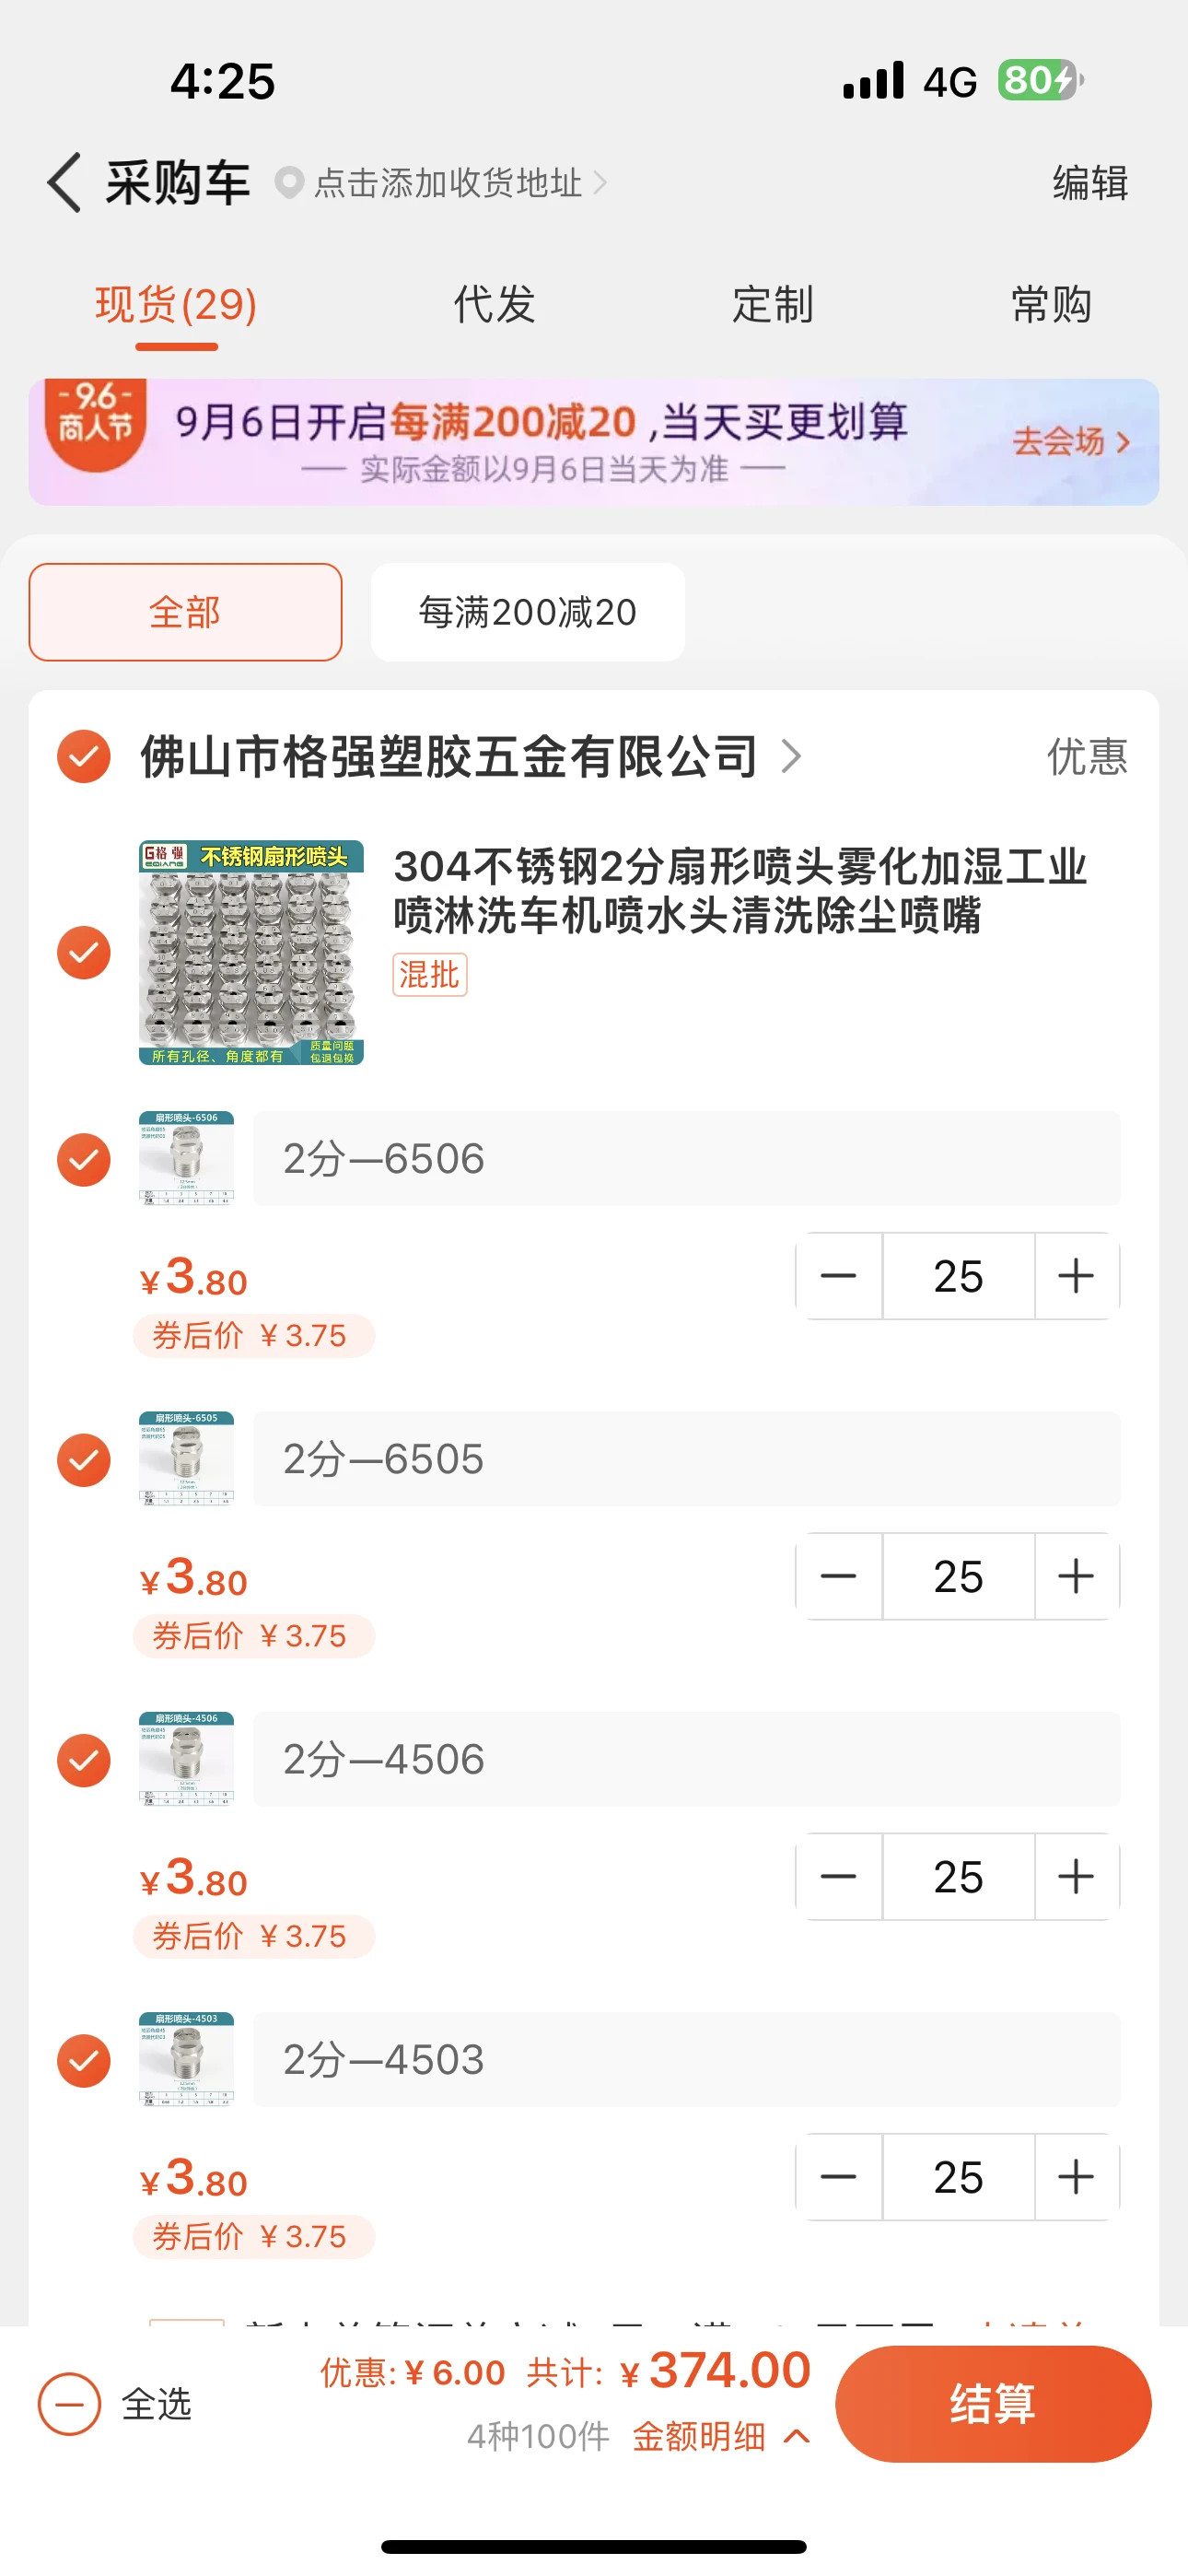 4:25
4G 80
采购车 点击添加收货地址
编辑
现货(29) 代发 定制 常购
-9.6-
商人节
9月6日开启每满200减20 ,当天买更划算
实际金额以9月6日当天为准
去会场
全部 每满200减20
佛山市格强塑胶五金有限公司 优惠
G格强 不锈钢扇形喷头
所有孔径、角度都有
质量问题
包退包换
304不锈钢2分扇形喷头雾化加湿工业
喷淋洗车机喷水头清洗除尘喷嘴
混批
扇形喷头-6506
2分—6506
¥3.80
券后价 ¥3.75
25
扇形喷头-6505
2分—6505
¥3.80
券后价 ¥3.75
25
扇形喷头-4506
2分—4506
¥3.80
券后价 ¥3.75
25
扇形喷头-4503
2分—4503
¥3.80
券后价 ¥3.75
25
全选
优惠:¥6.00 共计: ¥374.00
4种100件 金额明细
结算